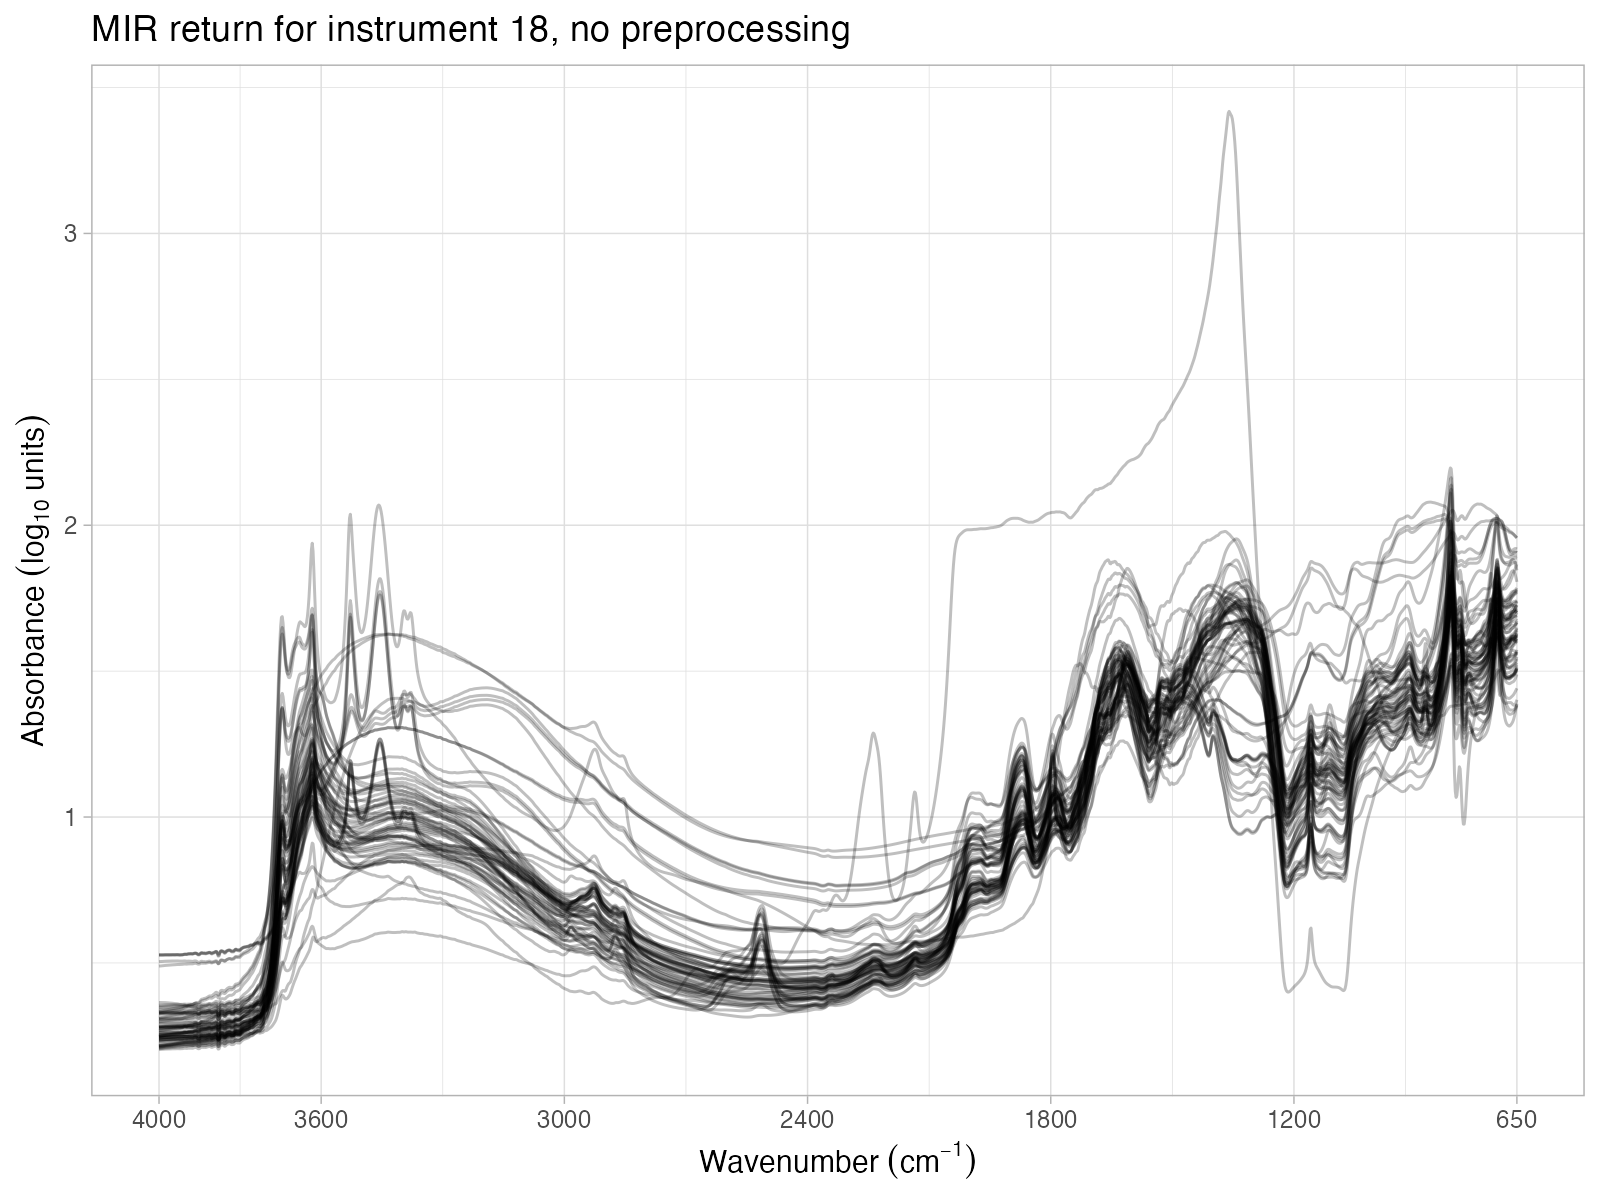 MIR return for instrument 18, no preprocessing
3
2
1
Absorbance (log₁₀ units)
4000 3600 3000 2400 1800 1200 650
Wavenumber (cm⁻¹)